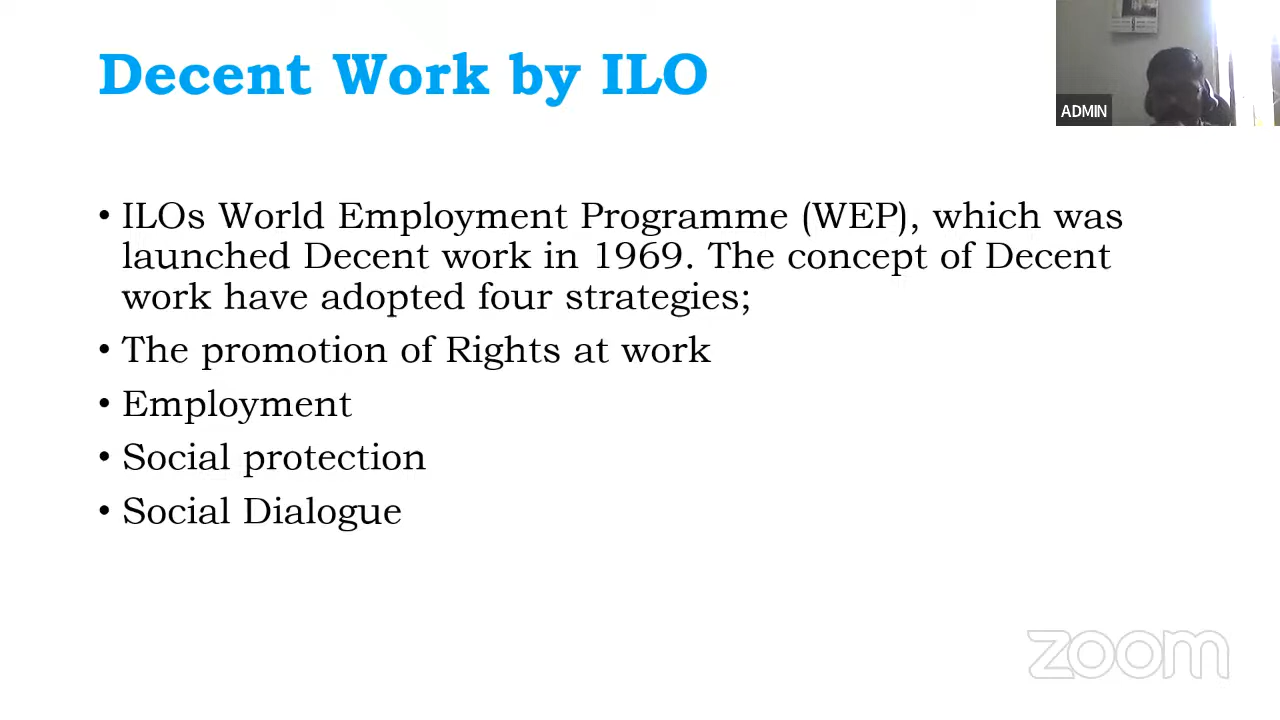 Decent Work by ILO
ADMIN
• ILOs World Employment Programme (WEP), which was
launched Decent work in 1969. The concept of Decent
work have adopted four strategies;
• The promotion of Rights at work
• Employment
• Social protection
• Social Dialogue
zoom